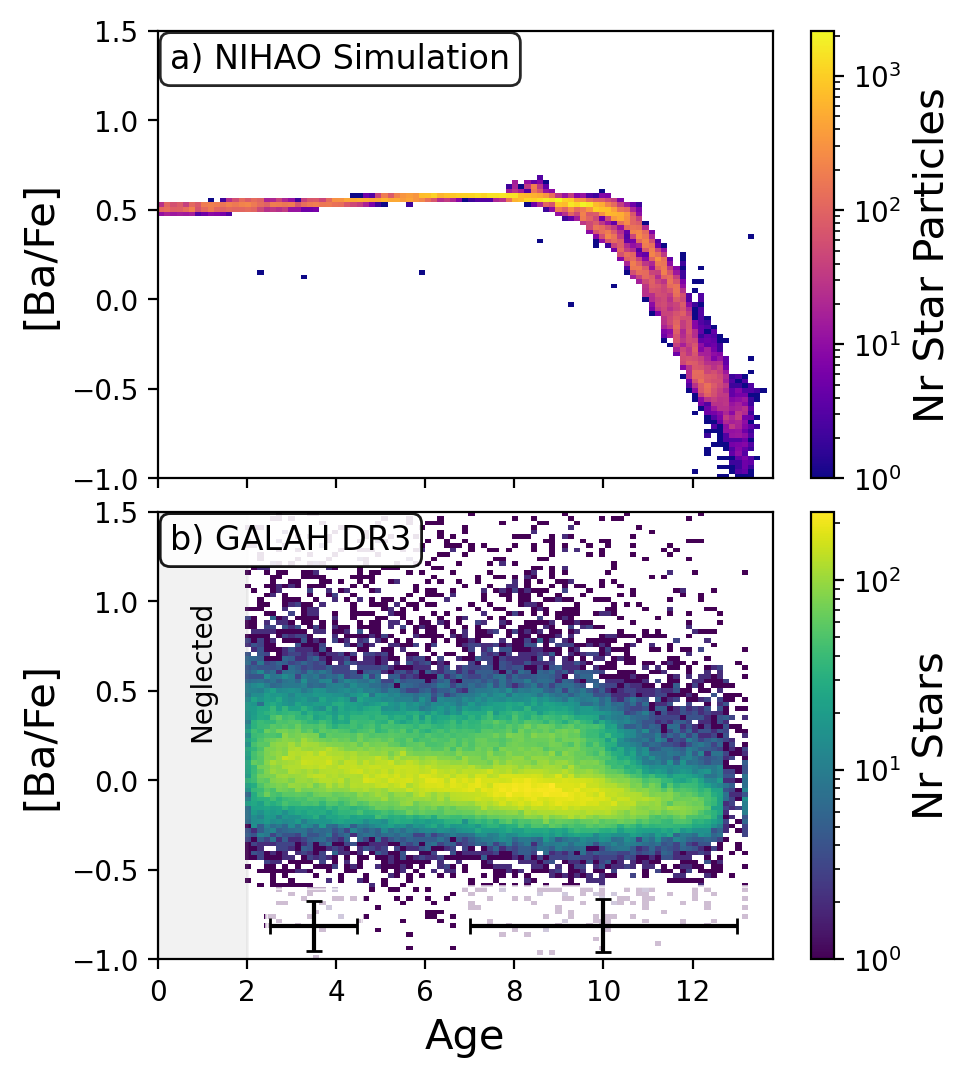 a) NIHAO Simulation
1.5
1.0
0.5
0.0
−0.5
−1.0
[Ba/Fe]
10³
10²
10¹
10⁰
Nr Star Particles
b) GALAH DR3
Neglected
1.5
1.0
0.5
0.0
−0.5
−1.0
[Ba/Fe]
10²
10¹
10⁰
Nr Stars
0 2 4 6 8 10 12
Age